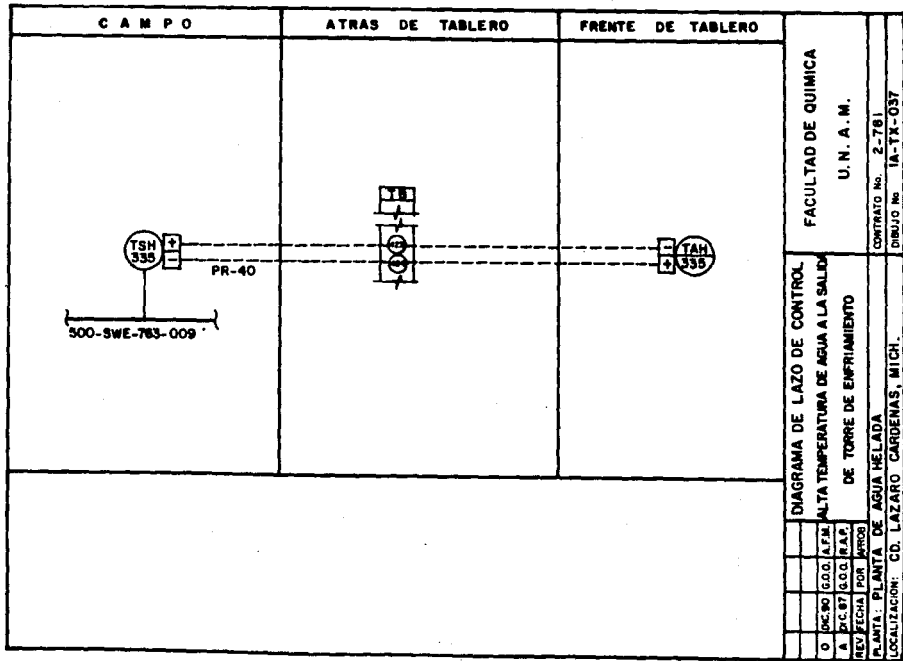 C A M P O
ATRAS DE TABLERO
FRENTE DE TABLERO
TB
TSH
335
+
-
PR-40
-
+
TAH
335
500-SWE-763-009
FACULTAD DE QUIMICA
U. N. A. M.
CONTRATO No. 2-781
DIBUJO No IA-TX-037
DIAGRAMA DE LAZO DE CONTROL
ALTA TEMPERATURA DE AGUA A LA SALIDA
DE TORRE DE ENFRIAMIENTO
O DIC.90 G.O.O. A.F.M.
A DIC.87 G.O.O. R.A.P.
REV. FECHA POR APROB
PLANTA: PLANTA DE AGUA HELADA
LOCALIZACION: CD. LAZARO CARDENAS, MICH.